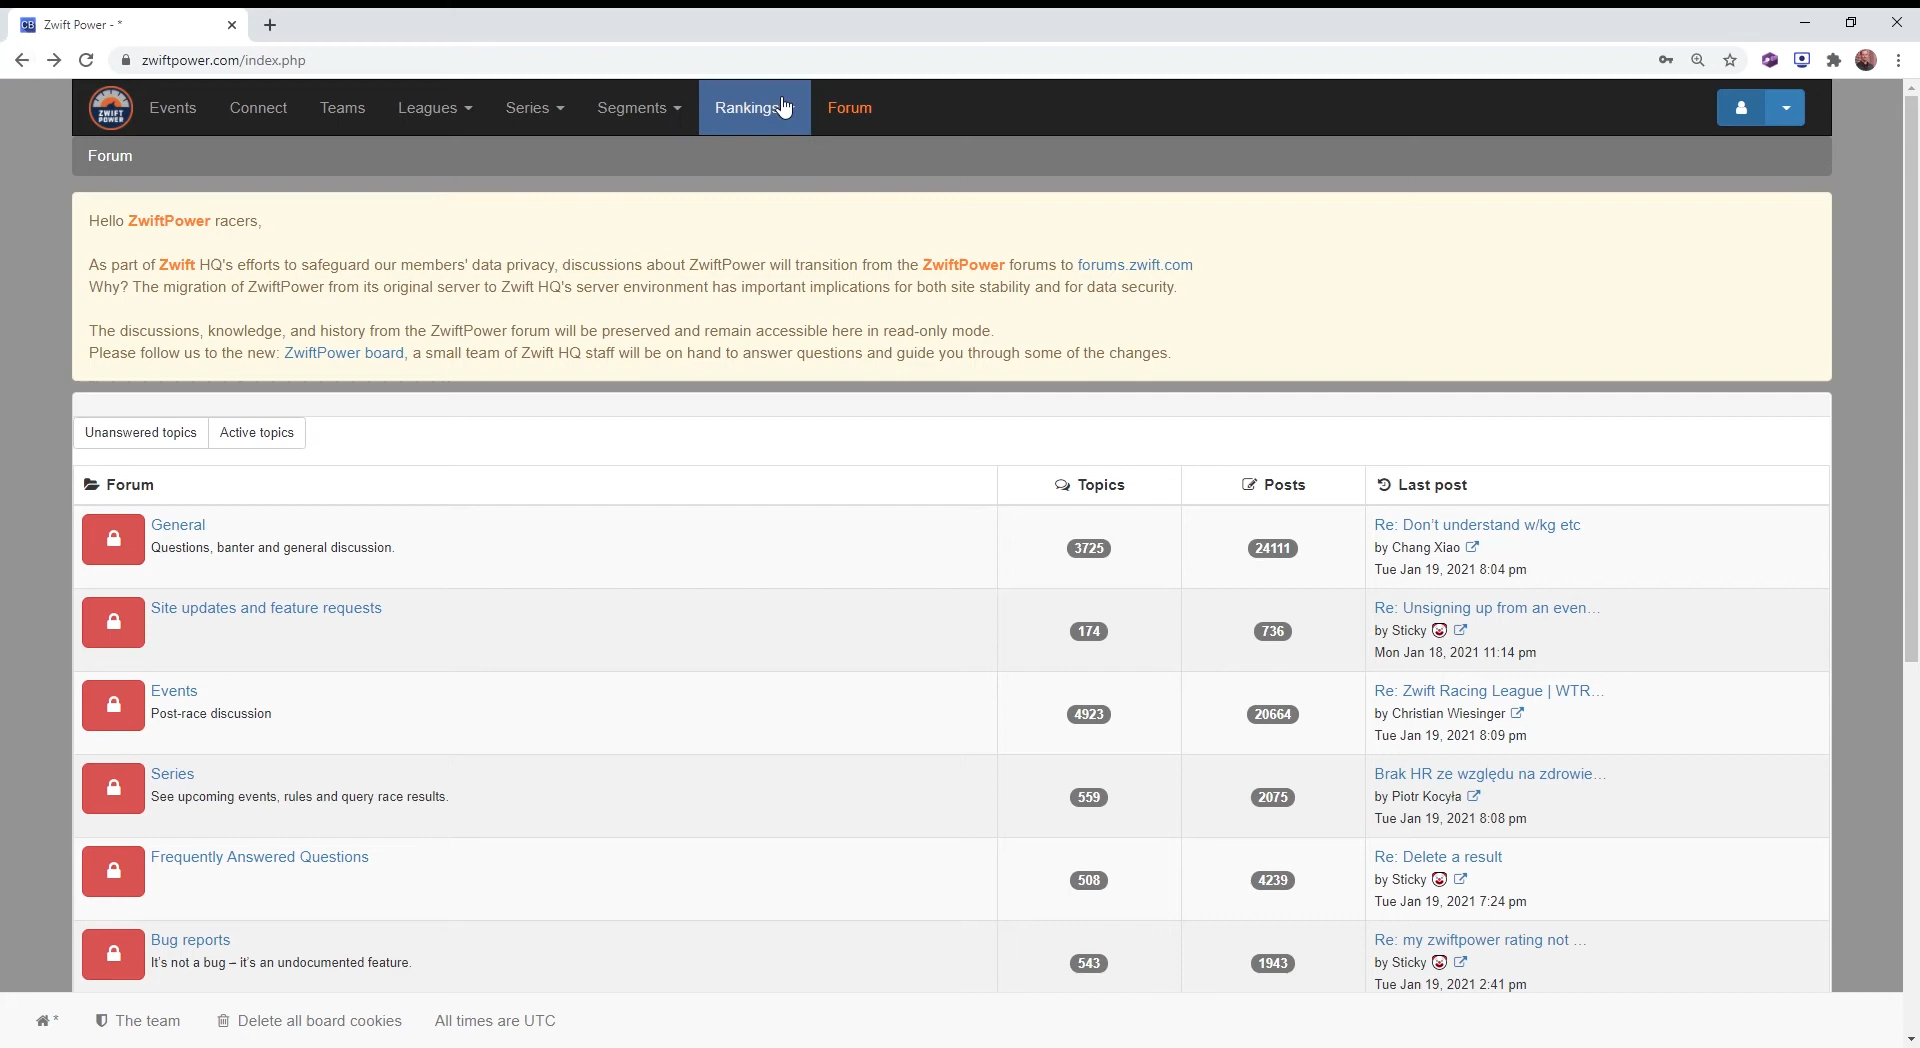 Zwift Power - *
zwiftpower.com/index.php
ZWIFT POWER
Events Connect Teams Leagues Series Segments Rankings Forum
Forum
Hello ZwiftPower racers,
As part of Zwift HQ's efforts to safeguard our members' data privacy, discussions about ZwiftPower will transition from the ZwiftPower forums to forums.zwift.com
Why? The migration of ZwiftPower from its original server to Zwift HQ's server environment has important implications for both site stability and for data security.
The discussions, knowledge, and history from the ZwiftPower forum will be preserved and remain accessible here in read-only mode.
Please follow us to the new: ZwiftPower board, a small team of Zwift HQ staff will be on hand to answer questions and guide you through some of the changes.
Unanswered topics Active topics
Forum Topics Posts Last post
General
Questions, banter and general discussion.
3725
24111
Re: Don't understand w/kg etc
by Chang Xiao
Tue Jan 19, 2021 8:04 pm
Site updates and feature requests
174
736
Re: Unsigning up from an even…
by Sticky
Mon Jan 18, 2021 11:14 pm
Events
Post-race discussion
4923
20664
Re: Zwift Racing League | WTR…
by Christian Wiesinger
Tue Jan 19, 2021 8:09 pm
Series
See upcoming events, rules and query race results.
559
2075
Brak HR ze względu na zdrowie…
by Piotr Kocyła
Tue Jan 19, 2021 8:08 pm
Frequently Answered Questions
508
4239
Re: Delete a result
by Sticky
Tue Jan 19, 2021 7:24 pm
Bug reports
It's not a bug – it's an undocumented feature.
543
1943
Re: my zwiftpower rating not …
by Sticky
Tue Jan 19, 2021 2:41 pm
* The team Delete all board cookies All times are UTC